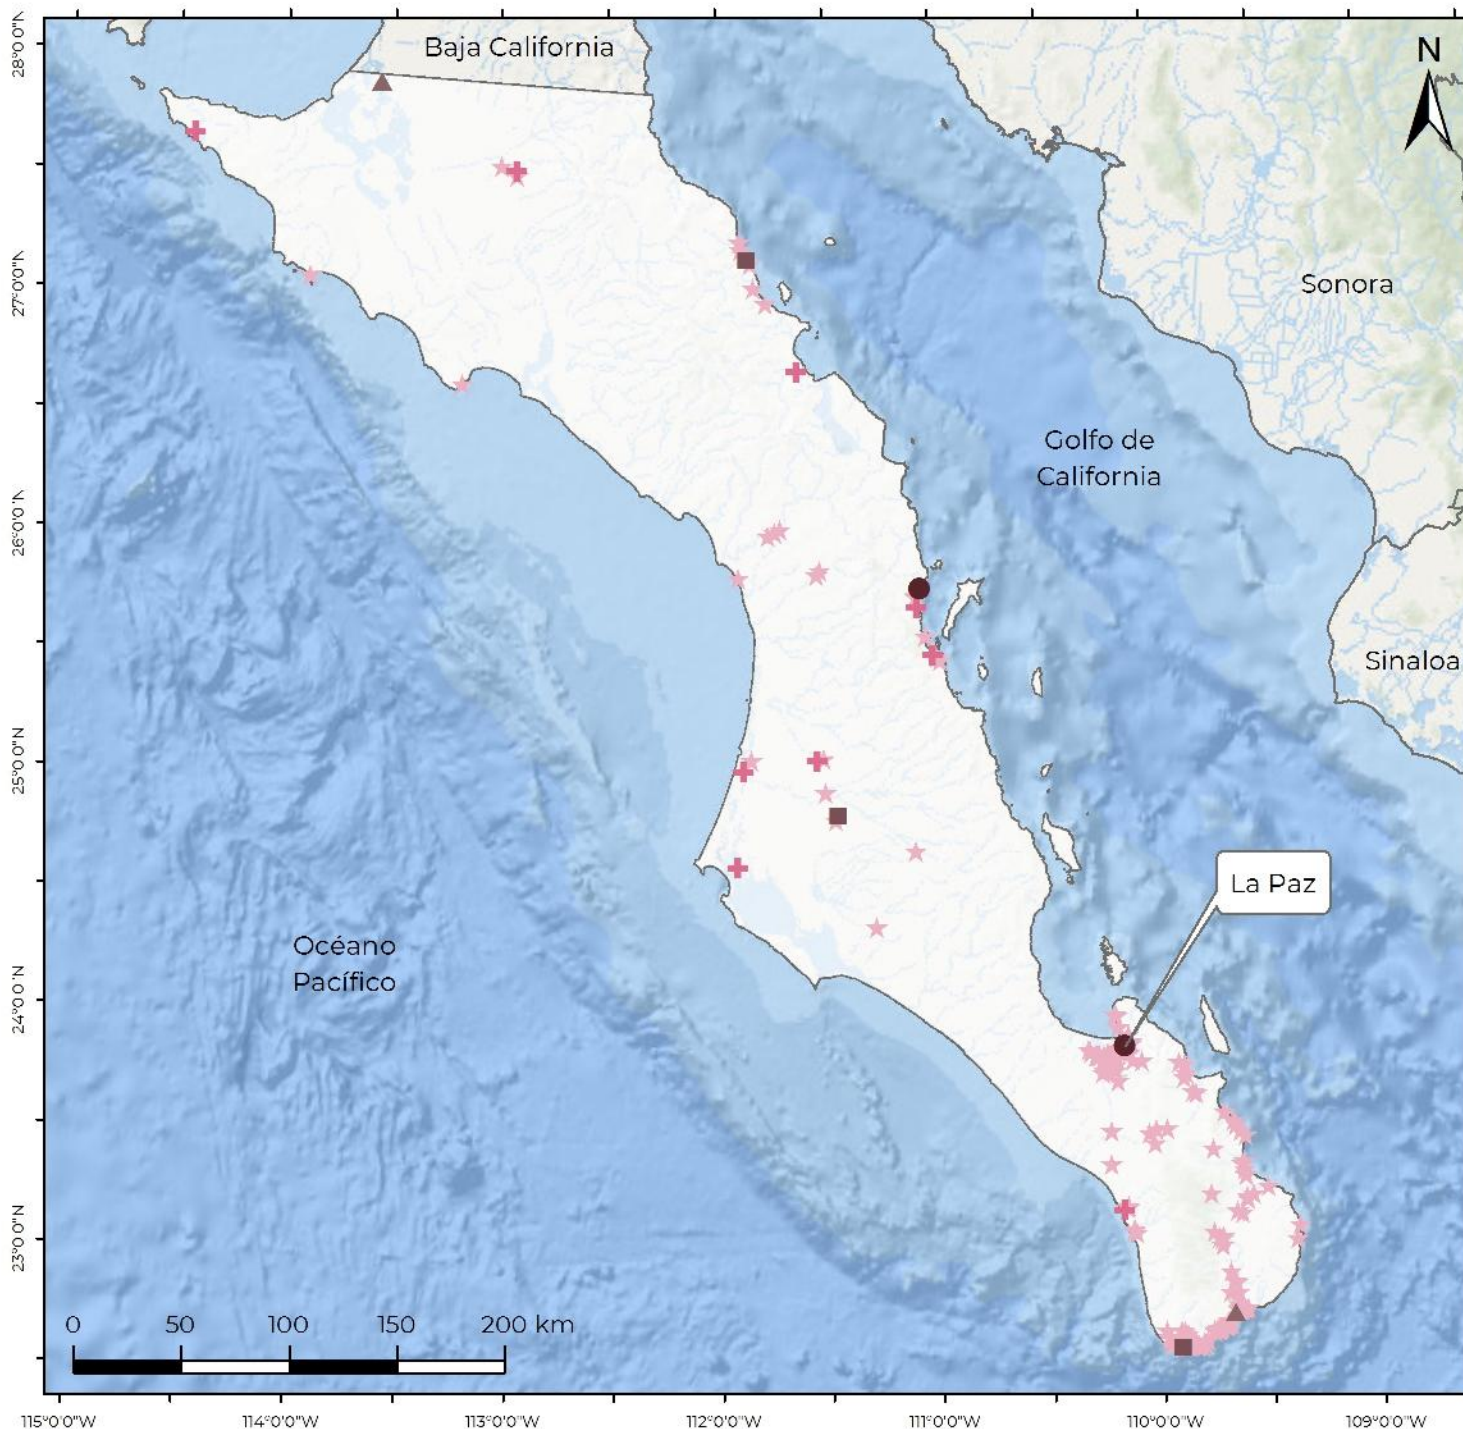 Baja California
N
Sonora
Golfo de
California
Sinaloa
La Paz
Océano
Pacífico
0 50 100 150 200 km
28°0'0"N
27°0'0"N
26°0'0"N
25°0'0"N
24°0'0"N
23°0'0"N
115°0'0"W 114°0'0"W 113°0'0"W 112°0'0"W 111°0'0"W 110°0'0"W 109°0'0"W